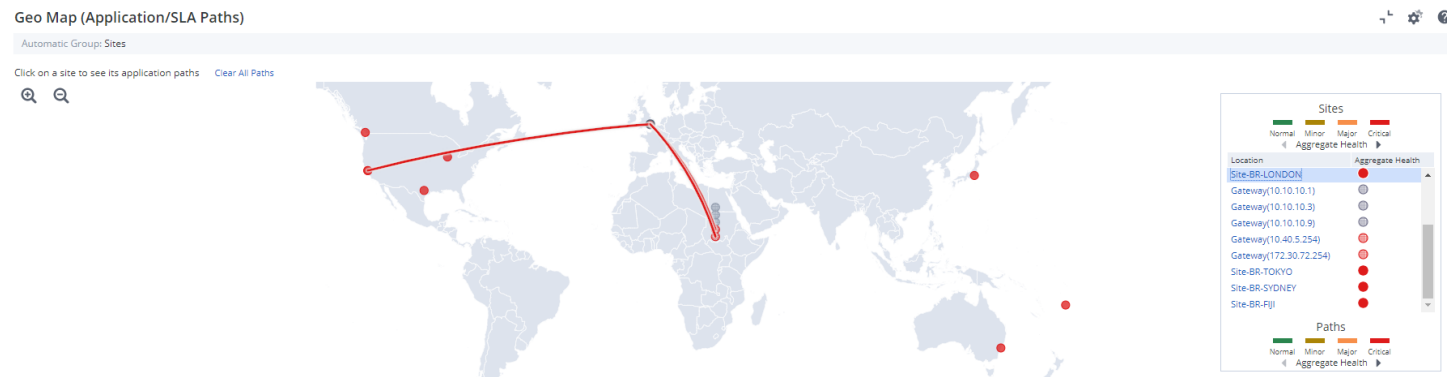 Geo Map (Application/SLA Paths)
Automatic Group: Sites
Click on a site to see its application paths Clear All Paths
Sites
Normal Minor Major Critical
Aggregate Health
Location Aggregate Health
Site-BR-LONDON
Gateway(10.10.10.1)
Gateway(10.10.10.3)
Gateway(10.10.10.9)
Gateway(10.40.5.254)
Gateway(172.30.72.254)
Site-BR-TOKYO
Site-BR-SYDNEY
Site-BR-FIJI
Paths
Normal Minor Major Critical
Aggregate Health